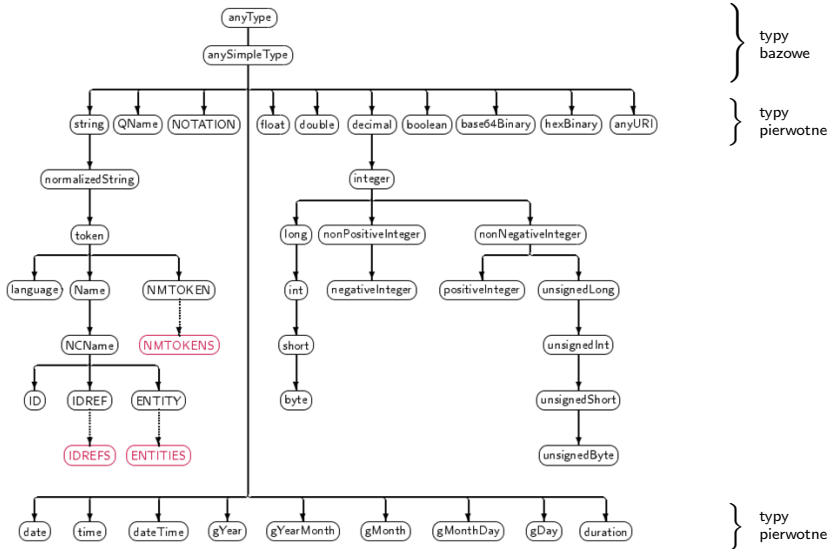 anyType
typy
bazowe
anySimpleType
typy
pierwotne
string QName NOTATION float double decimal boolean base64Binary hexBinary anyURI
normalizedString integer
token long nonPositiveInteger nonNegativeInteger
language Name NMTOKEN int negativeInteger positiveInteger unsignedLong
NCName NMTOKENS short unsignedInt
ID IDREF ENTITY byte unsignedShort
IDREFS ENTITIES unsignedByte
typy
date time dateTime gYear gYearMonth gMonth gMonthDay gDay duration
pierwotne